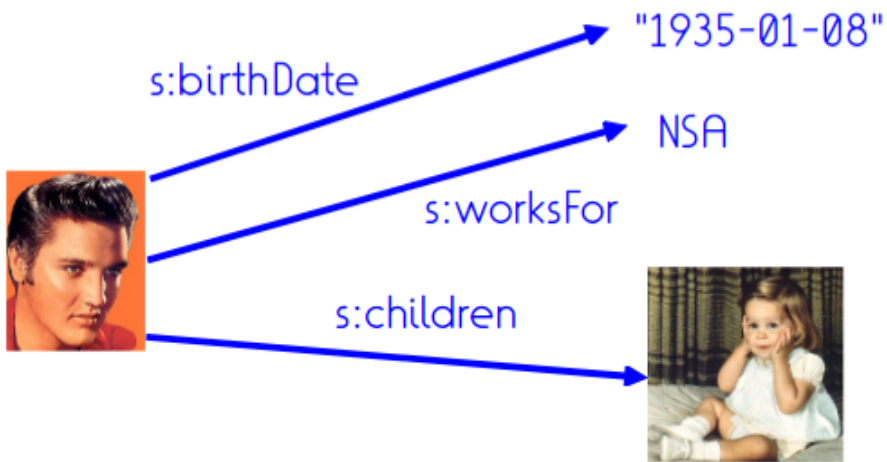 "1935-01-08"
s:birthDate
NSA
s:worksFor
s:children